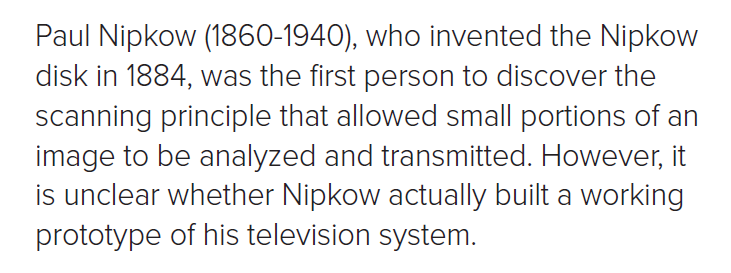 Paul Nipkow (1860-1940), who invented the Nipkow
disk in 1884, was the first person to discover the
scanning principle that allowed small portions of an
image to be analyzed and transmitted. However, it
is unclear whether Nipkow actually built a working
prototype of his television system.